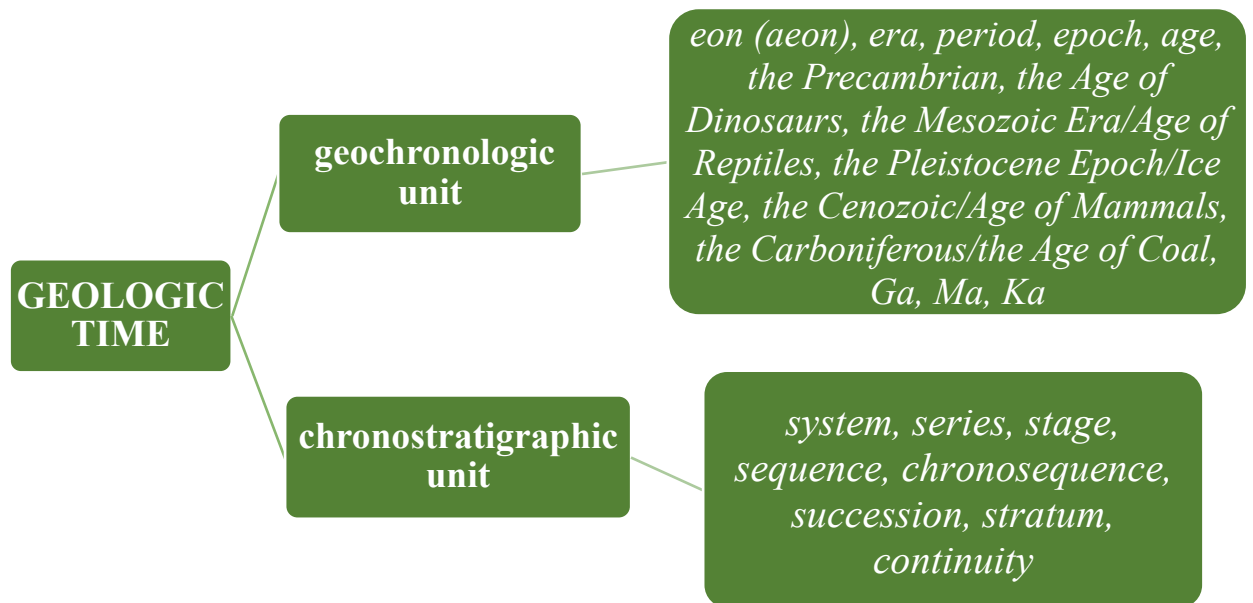 GEOLOGIC
TIME
geochronologic
unit
eon (aeon), era, period, epoch, age,
the Precambrian, the Age of
Dinosaurs, the Mesozoic Era/Age of
Reptiles, the Pleistocene Epoch/Ice
Age, the Cenozoic/Age of Mammals,
the Carboniferous/the Age of Coal,
Ga, Ma, Ka
chronostratigraphic
unit
system, series, stage,
sequence, chronosequence,
succession, stratum,
continuity